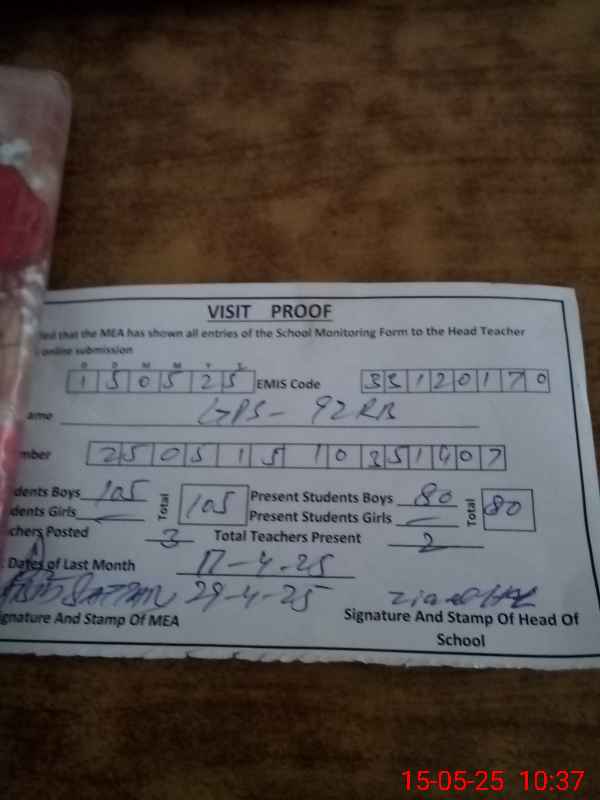 VISIT PROOF
fied that the MEA has shown all entries of the School Monitoring Form to the Head Teacher
online submission
D D M M Y Y
1 5 0 5 2 5 EMIS Code 3 3 1 2 0 1 7 0
ame GPS - 92RB
mber 2 5 0 5 1 5 1 0 3 5 1 4 0 7
dents Boys 105 Total 105 Present Students Boys 80 Total 80
dents Girls Present Students Girls
chers Posted 3 Total Teachers Present 2
Dates of Last Month 17-4-25
29-4-25
ignature And Stamp Of MEA Signature And Stamp Of Head Of
School
15-05-25 10:37